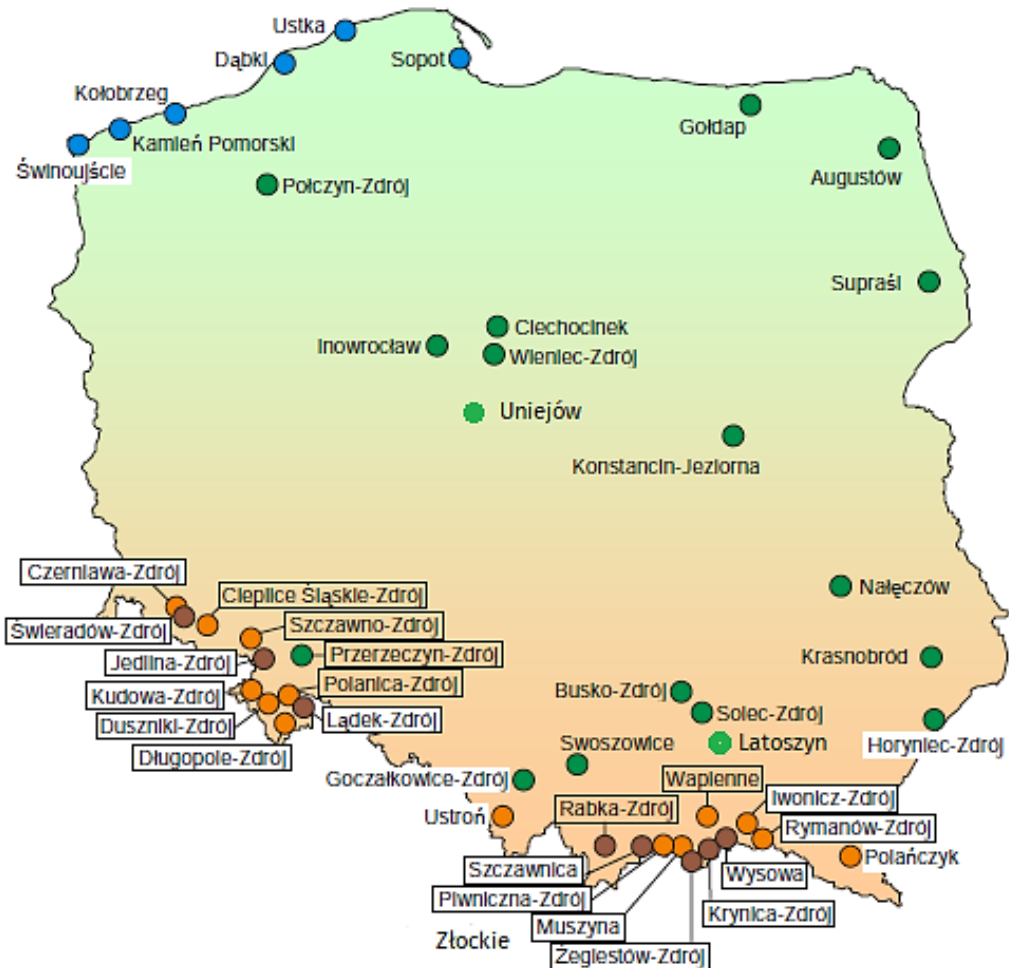 Ustka
Dąbki
Sopot
Kołobrzeg
Kamień Pomorski
Świnoujście
Gołdap
Augustów
Połczyn-Zdrój
Supraśl
Ciechocinek
Inowrocław
Wieniec-Zdrój
Uniejów
Konstancin-Jeziorna
Czerniawa-Zdrój
Nałęczów
Cieplice Śląskie-Zdrój
Świeradów-Zdrój
Szczawno-Zdrój
Jedlina-Zdrój
Przerzeczyn-Zdrój
Krasnobród
Kudowa-Zdrój
Polanica-Zdrój
Busko-Zdrój
Duszniki-Zdrój
Lądek-Zdrój
Solec-Zdrój
Długopole-Zdrój
Swoszowice
Latoszyn
Horyniec-Zdrój
Goczałkowice-Zdrój
Wapienne
Iwonicz-Zdrój
Ustroń
Rabka-Zdrój
Rymanów-Zdrój
Polańczyk
Szczawnica
Wysowa
Piwniczna-Zdrój
Krynica-Zdrój
Muszyna
Złockie
Żegiestów-Zdrój